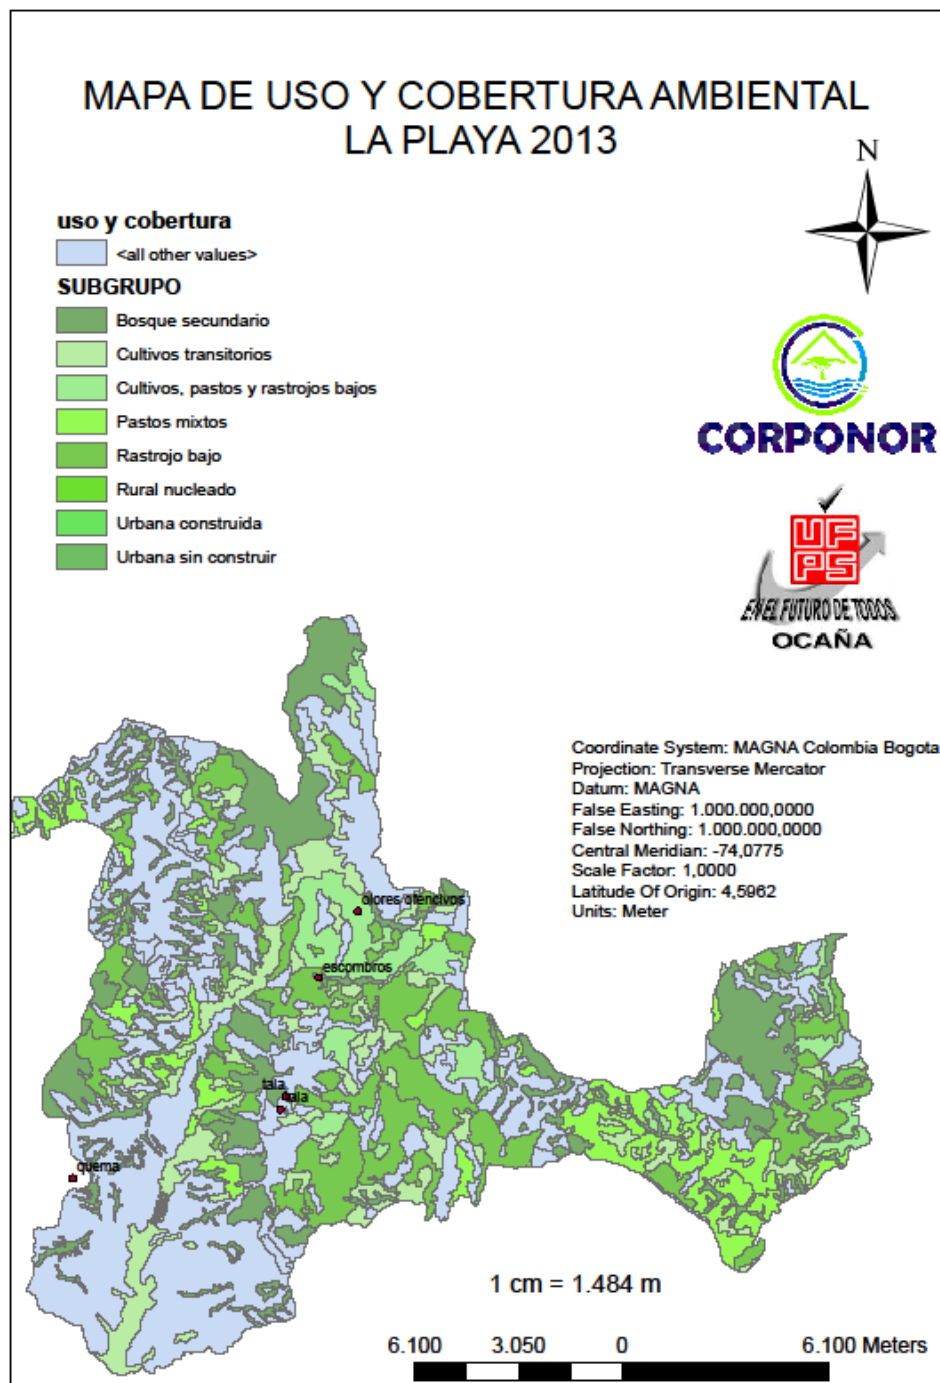 MAPA DE USO Y COBERTURA AMBIENTAL
LA PLAYA 2013
N
uso y cobertura
<all other values>
SUBGRUPO
Bosque secundario
Cultivos transitorios
Cultivos, pastos y rastrojos bajos
Pastos mixtos
Rastrojo bajo
Rural nucleado
Urbana construida
Urbana sin construir
CORPONOR
UF
PS
EN EL FUTURO DE TODOS
OCAÑA
Coordinate System: MAGNA Colombia Bogota
Projection: Transverse Mercator
Datum: MAGNA
False Easting: 1.000.000,0000
False Northing: 1.000.000,0000
Central Meridian: -74,0775
Scale Factor: 1,0000
Latitude Of Origin: 4,5962
Units: Meter
olores ofencivos
escombros
tala
tala
quema
1 cm = 1.484 m
6.100 3.050 0 6.100 Meters